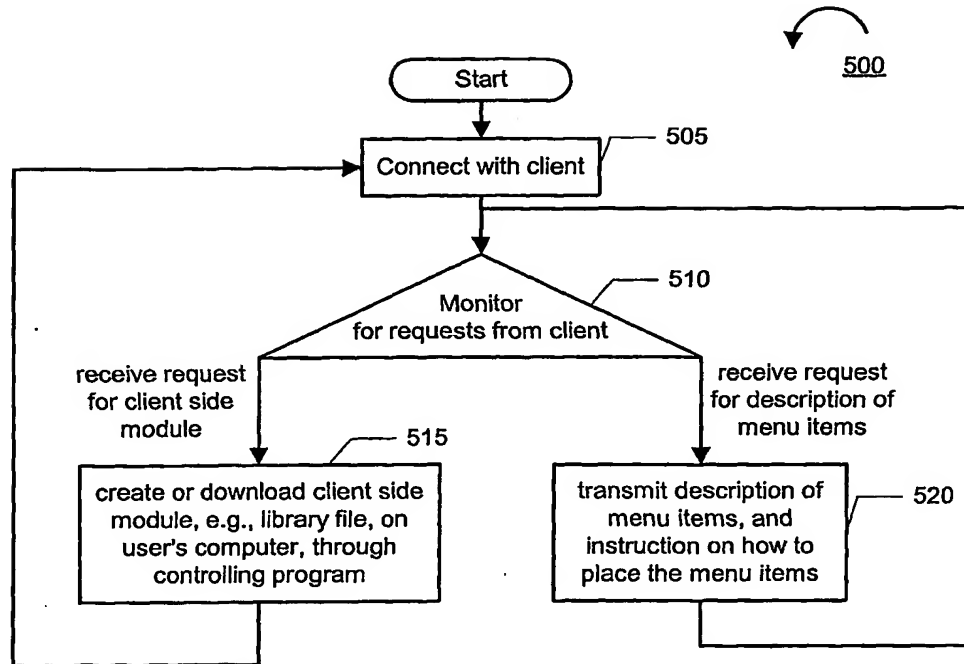 500
Start
Connect with client
505
510
Monitor
for requests from client
receive request
for client side
module
receive request
for description of
menu items
515
create or download client side
module, e.g., library file, on
user's computer, through
controlling program
transmit description of
menu items, and
instruction on how to
place the menu items
520